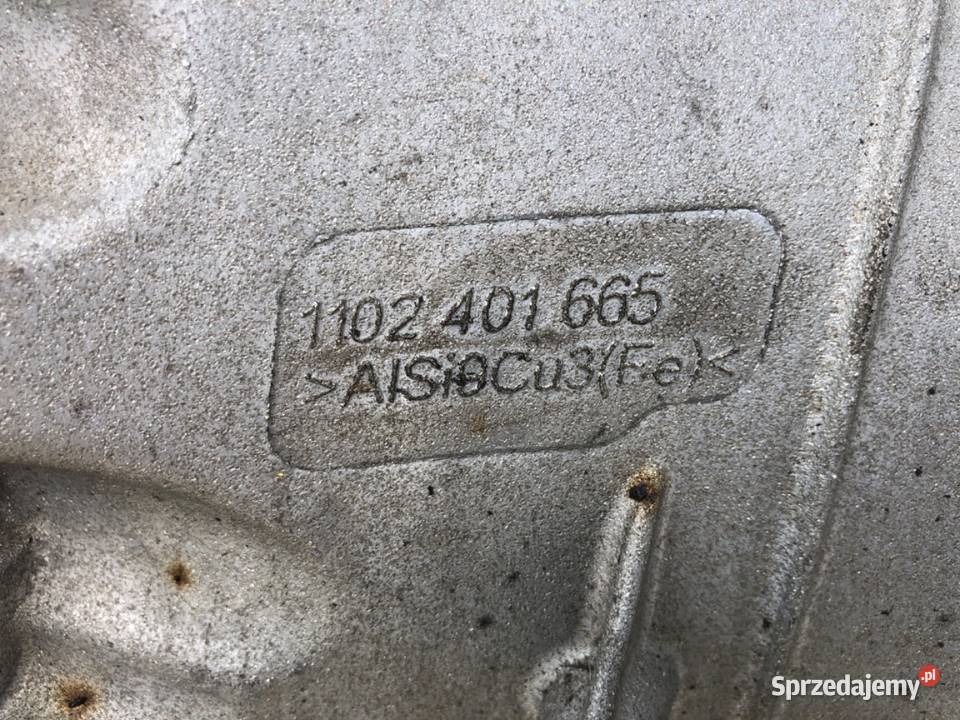 1102 401 665
>AlSi9Cu3(Fe)<
Sprzedajemy.pl